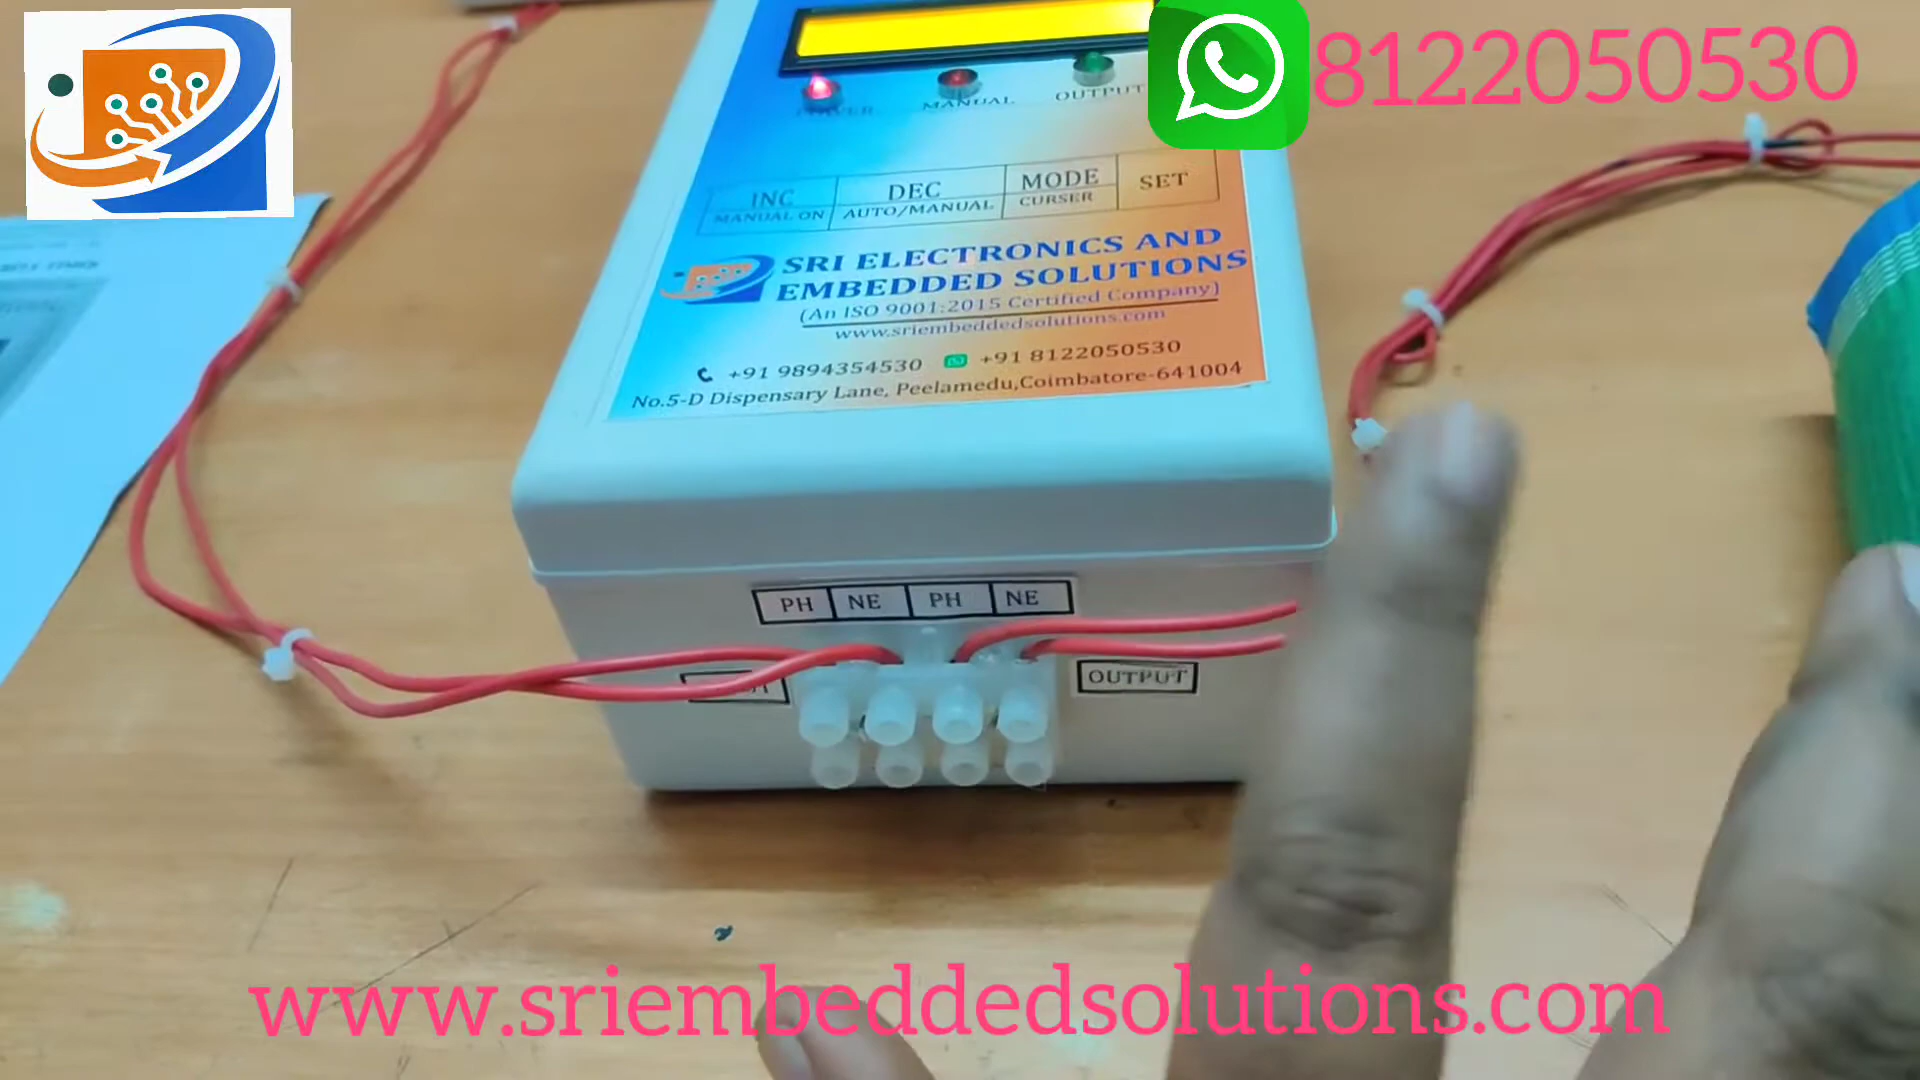 8122050530
POWER
MANUAL
OUTPUT
INC
DEC
MODE
SET
MANUAL ON
AUTO/MANUAL
CURSER
SRI ELECTRONICS AND
EMBEDDED SOLUTIONS
(An ISO 9001:2015 Certified Company)
www.sriembeddedsolutions.com
+91 9894354530 +91 8122050530
No.5-D Dispensary Lane, Peelamedu,Coimbatore-641004
PH NE PH NE
OUTPUT
www.sriembeddedsolutions.com